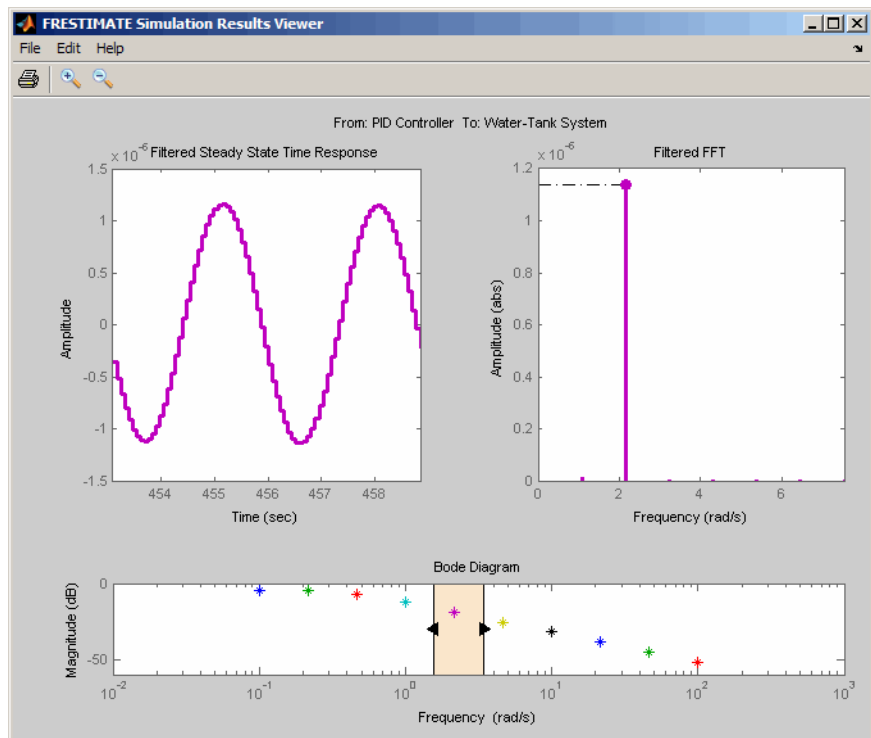 FRESTIMATE Simulation Results Viewer
File Edit Help
From: PID Controller To: Water-Tank System
× 10^-6 Filtered Steady State Time Response
1.5
1
0.5
0
-0.5
-1
-1.5
Amplitude
454 455 456 457 458
Time (sec)
× 10^-6 Filtered FFT
1.2
1
0.8
0.6
0.4
0.2
0
Amplitude (abs)
0 2 4 6
Frequency (rad/s)
Bode Diagram
0
-50
Magnitude (dB)
10^-2 10^-1 10^0 10^1 10^2 10^3
Frequency (rad/s)